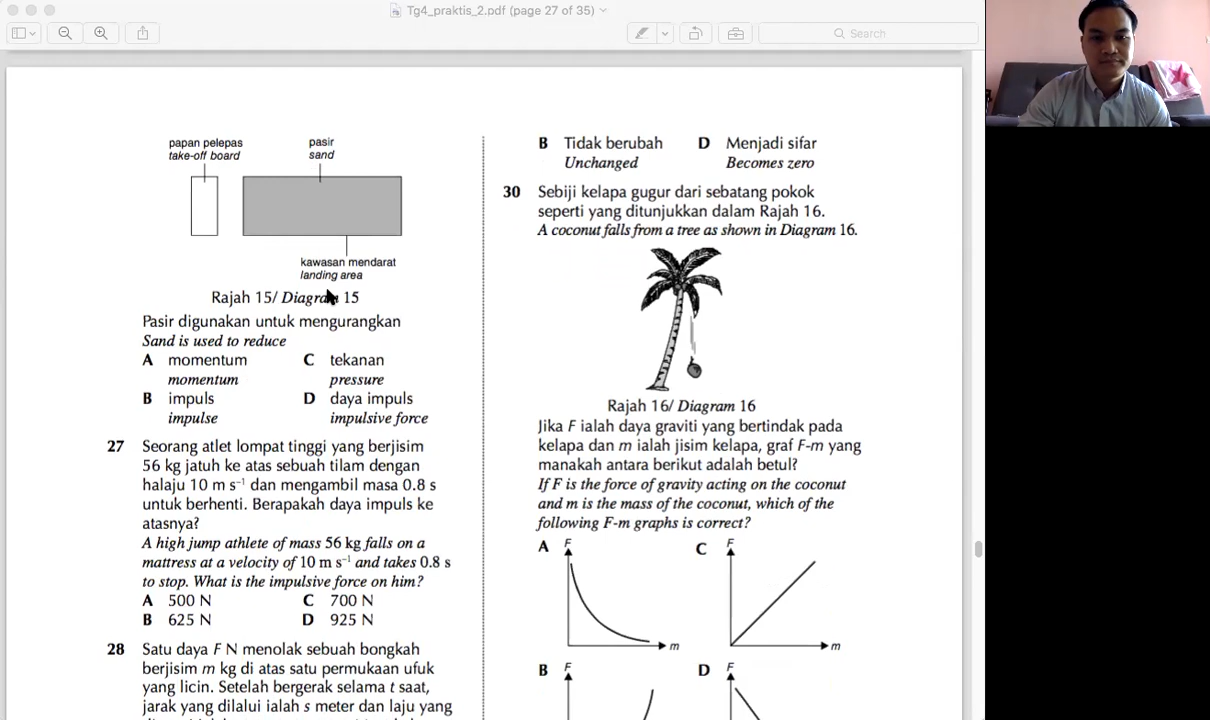 Tg4_praktis_2.pdf (page 27 of 35)
Search
papan pelepas
take-off board
pasir
sand
kawasan mendarat
landing area
Rajah 15/ Diagram 15
Pasir digunakan untuk mengurangkan
Sand is used to reduce
A momentum
momentum
C tekanan
pressure
B impuls
impulse
D daya impuls
impulsive force
27 Seorang atlet lompat tinggi yang berjisim
56 kg jatuh ke atas sebuah tilam dengan
halaju 10 m s⁻¹ dan mengambil masa 0.8 s
untuk berhenti. Berapakah daya impuls ke
atasnya?
A high jump athlete of mass 56 kg falls on a
mattress at a velocity of 10 m s⁻¹ and takes 0.8 s
to stop. What is the impulsive force on him?
A 500 N C 700 N
B 625 N D 925 N
28 Satu daya F N menolak sebuah bongkah
berjisim m kg di atas satu permukaan ufuk
yang licin. Setelah bergerak selama t saat,
jarak yang dilalui ialah s meter dan laju yang
B Tidak berubah
Unchanged
D Menjadi sifar
Becomes zero
30 Sebiji kelapa gugur dari sebatang pokok
seperti yang ditunjukkan dalam Rajah 16.
A coconut falls from a tree as shown in Diagram 16.
Rajah 16/ Diagram 16
Jika F ialah daya graviti yang bertindak pada
kelapa dan m ialah jisim kelapa, graf F-m yang
manakah antara berikut adalah betul?
If F is the force of gravity acting on the coconut
and m is the mass of the coconut, which of the
following F-m graphs is correct?
A F m
C F m
B F
D F